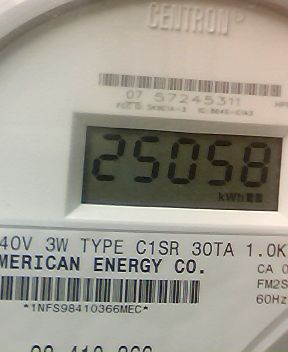 CENTRON®
07 57245311
25058
kWh
40V 3W TYPE C1SR 30TA 1.0K
MERICAN ENERGY CO.
CA 0
FM2S
60Hz
*1NFS98410366MEC*